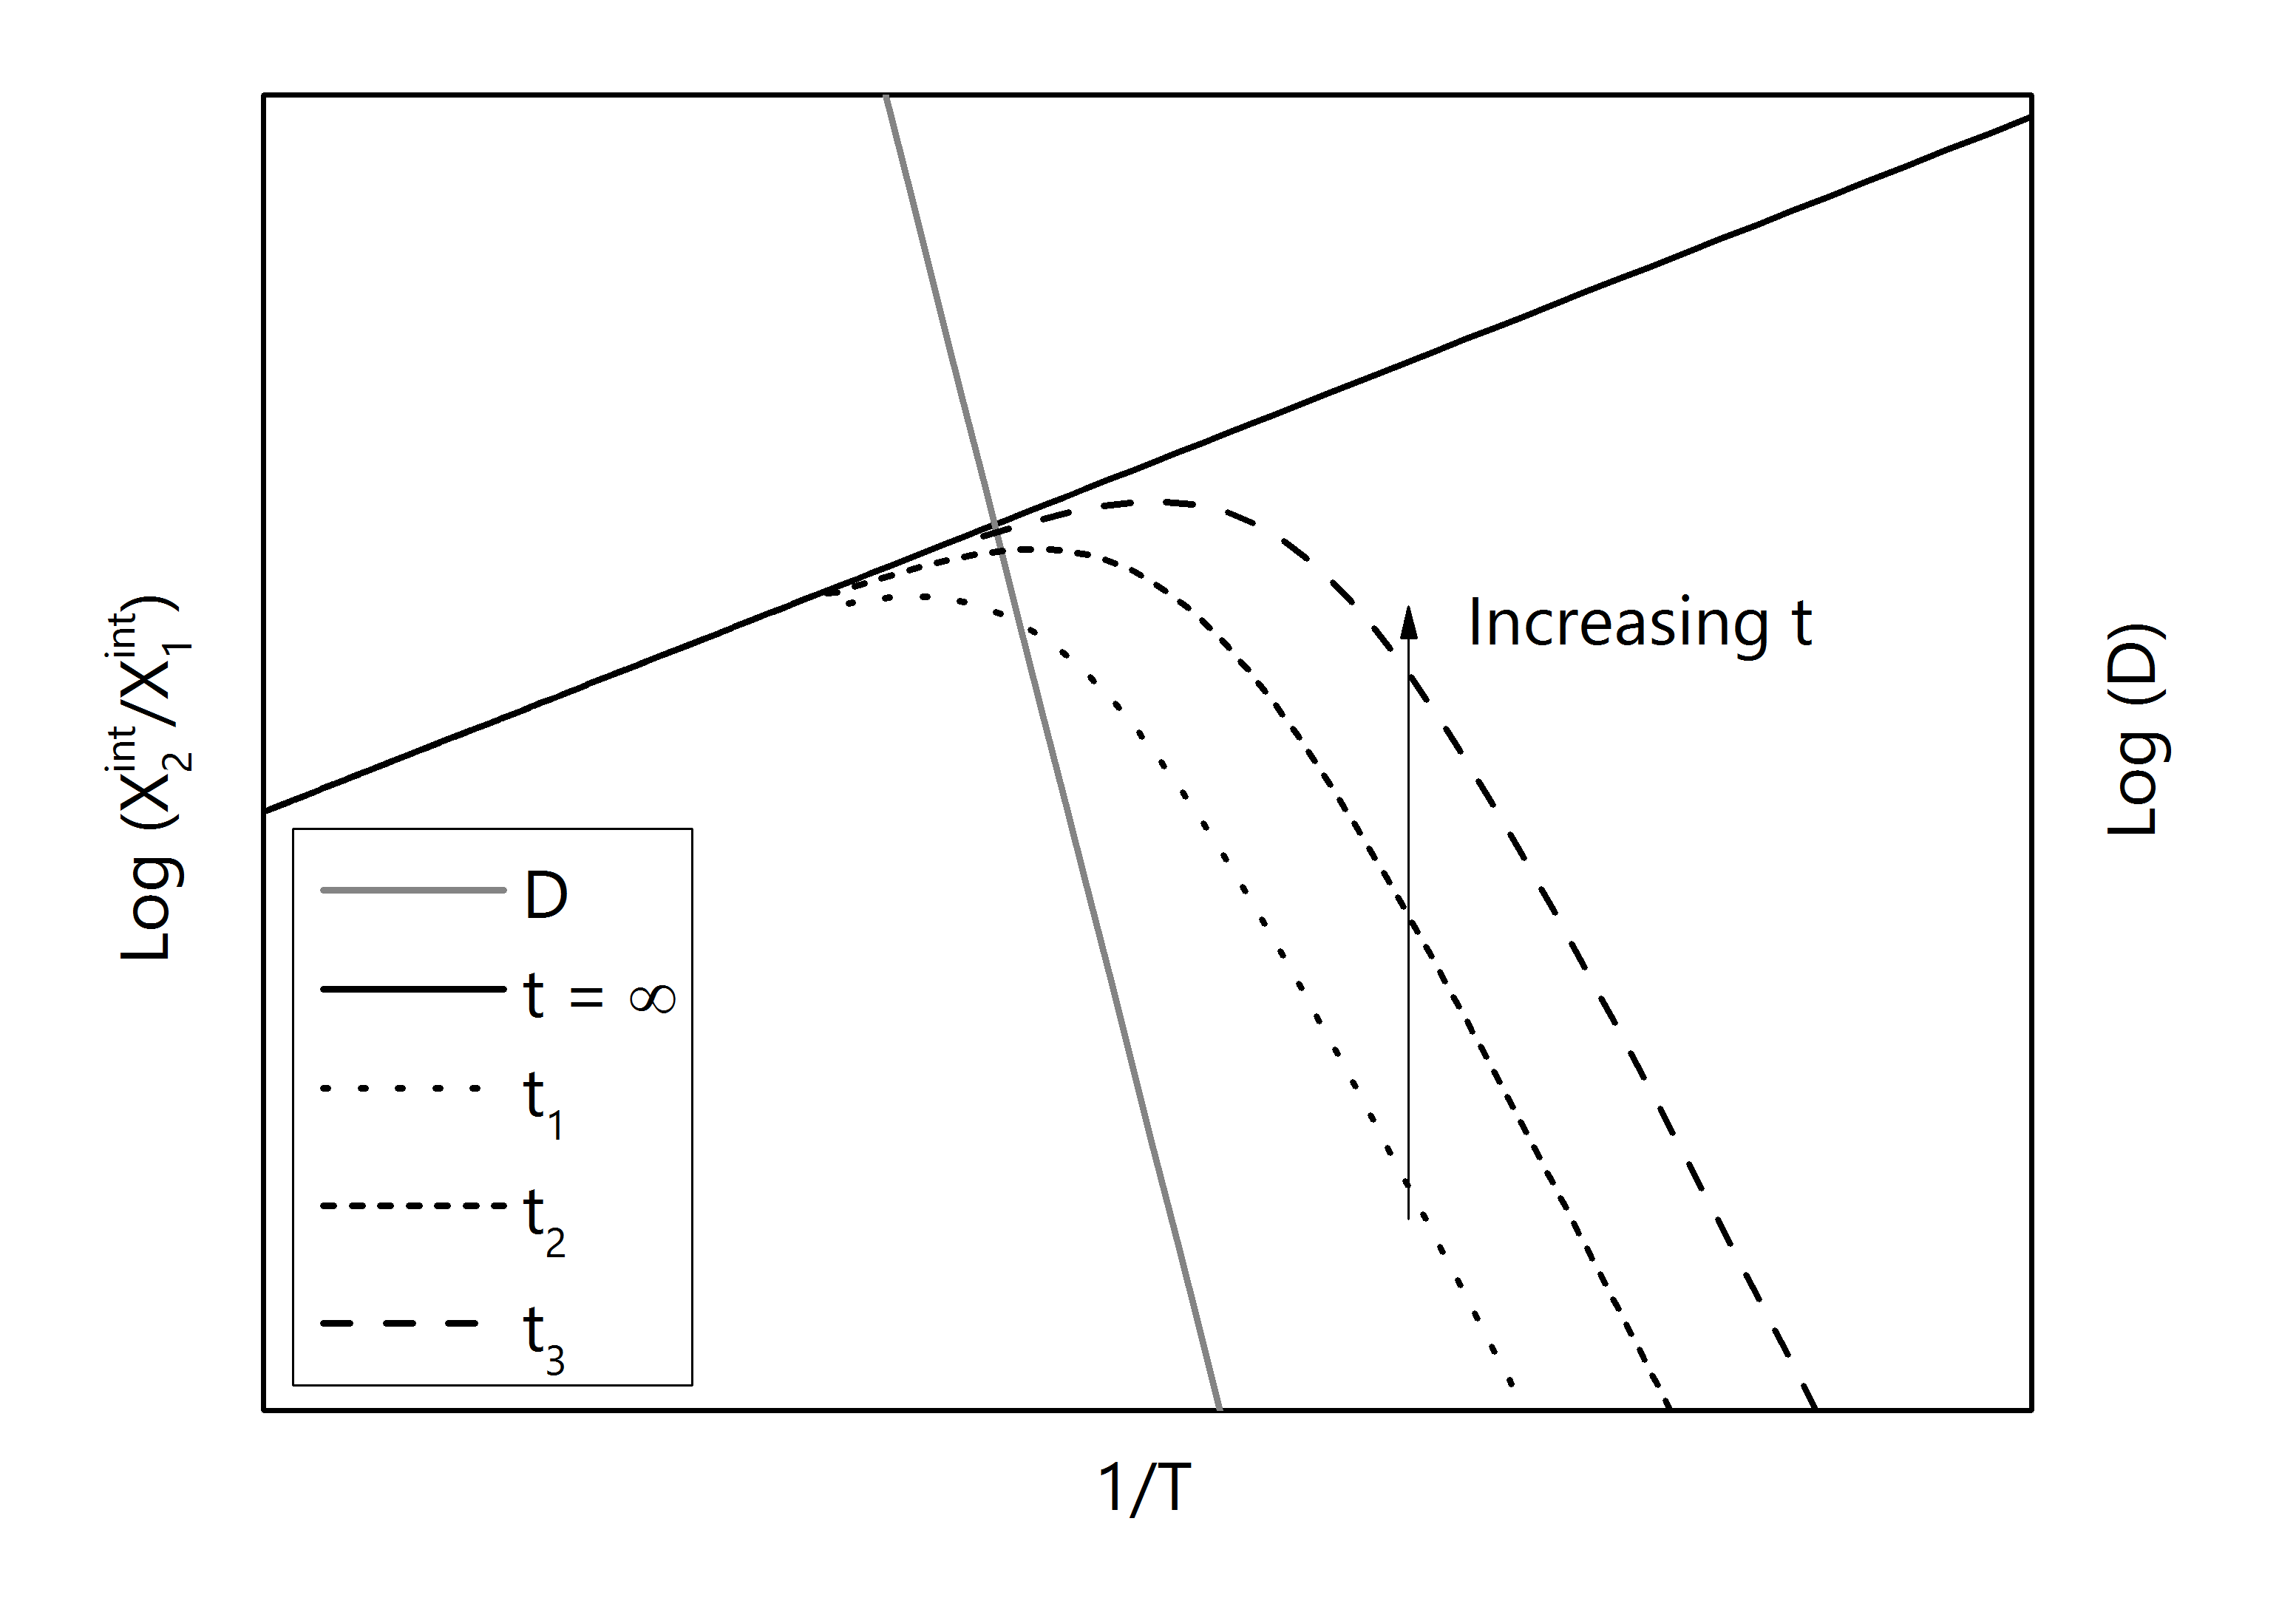 Log (X₂ⁱⁿᵗ/X₁ⁱⁿᵗ)
Increasing t
Log (D)
D
t = ∞
t₁
t₂
t₃
1/T